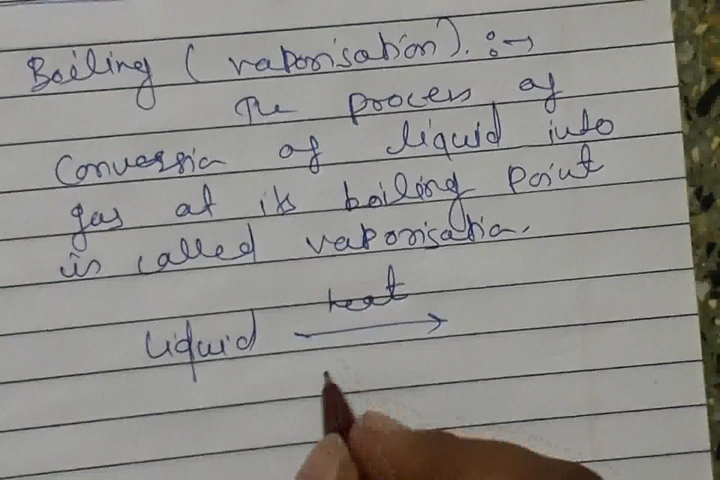 Boiling (vaporisation). :→
The process of
conversion of liquid into
gas at its boiling point
is called vaporisation.
heat
liquid →